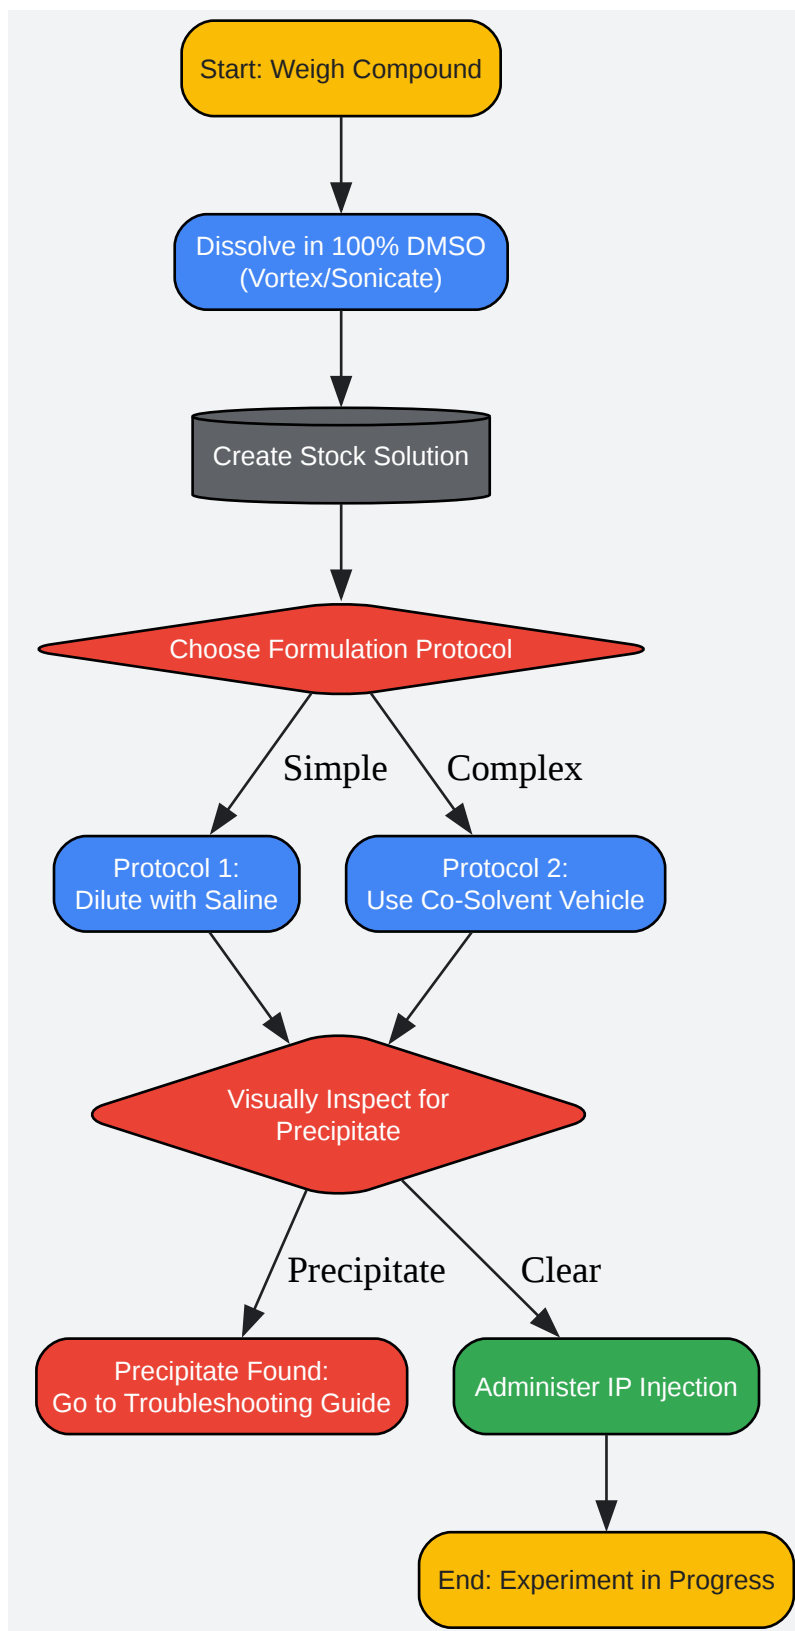 Start: Weigh Compound
Dissolve in 100% DMSO
(Vortex/Sonicate)
Create Stock Solution
Choose Formulation Protocol
Simple
Complex
Protocol 1:
Dilute with Saline
Protocol 2:
Use Co-Solvent Vehicle
Visually Inspect for
Precipitate
Precipitate
Clear
Precipitate Found:
Go to Troubleshooting Guide
Administer IP Injection
End: Experiment in Progress